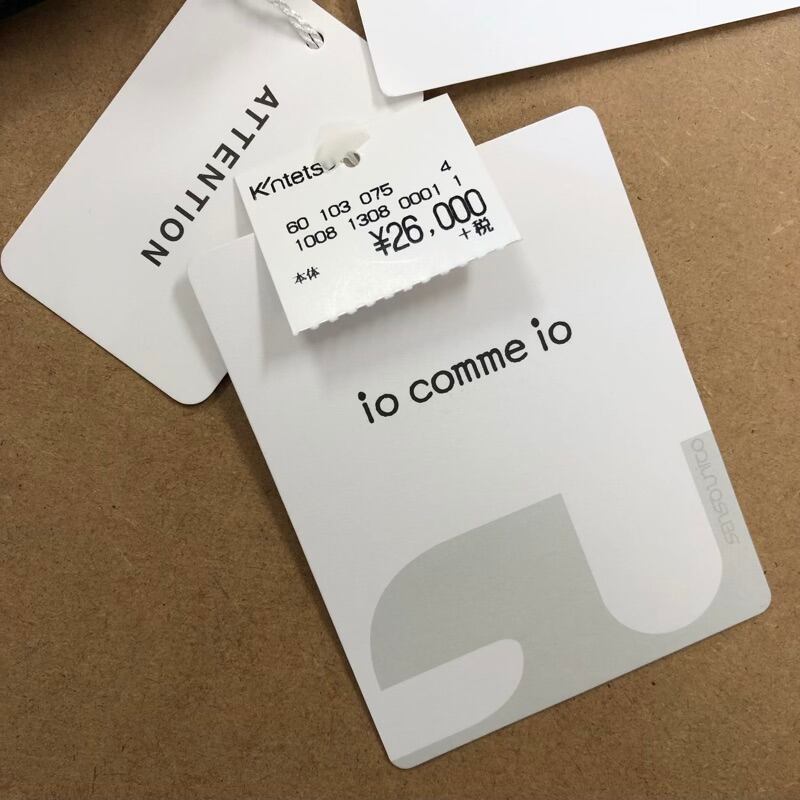 ATTENTION
Kintetsu
60 103 075 4
1008 1308 0001 1
¥26,000
本体 +税
io comme io
sensounico